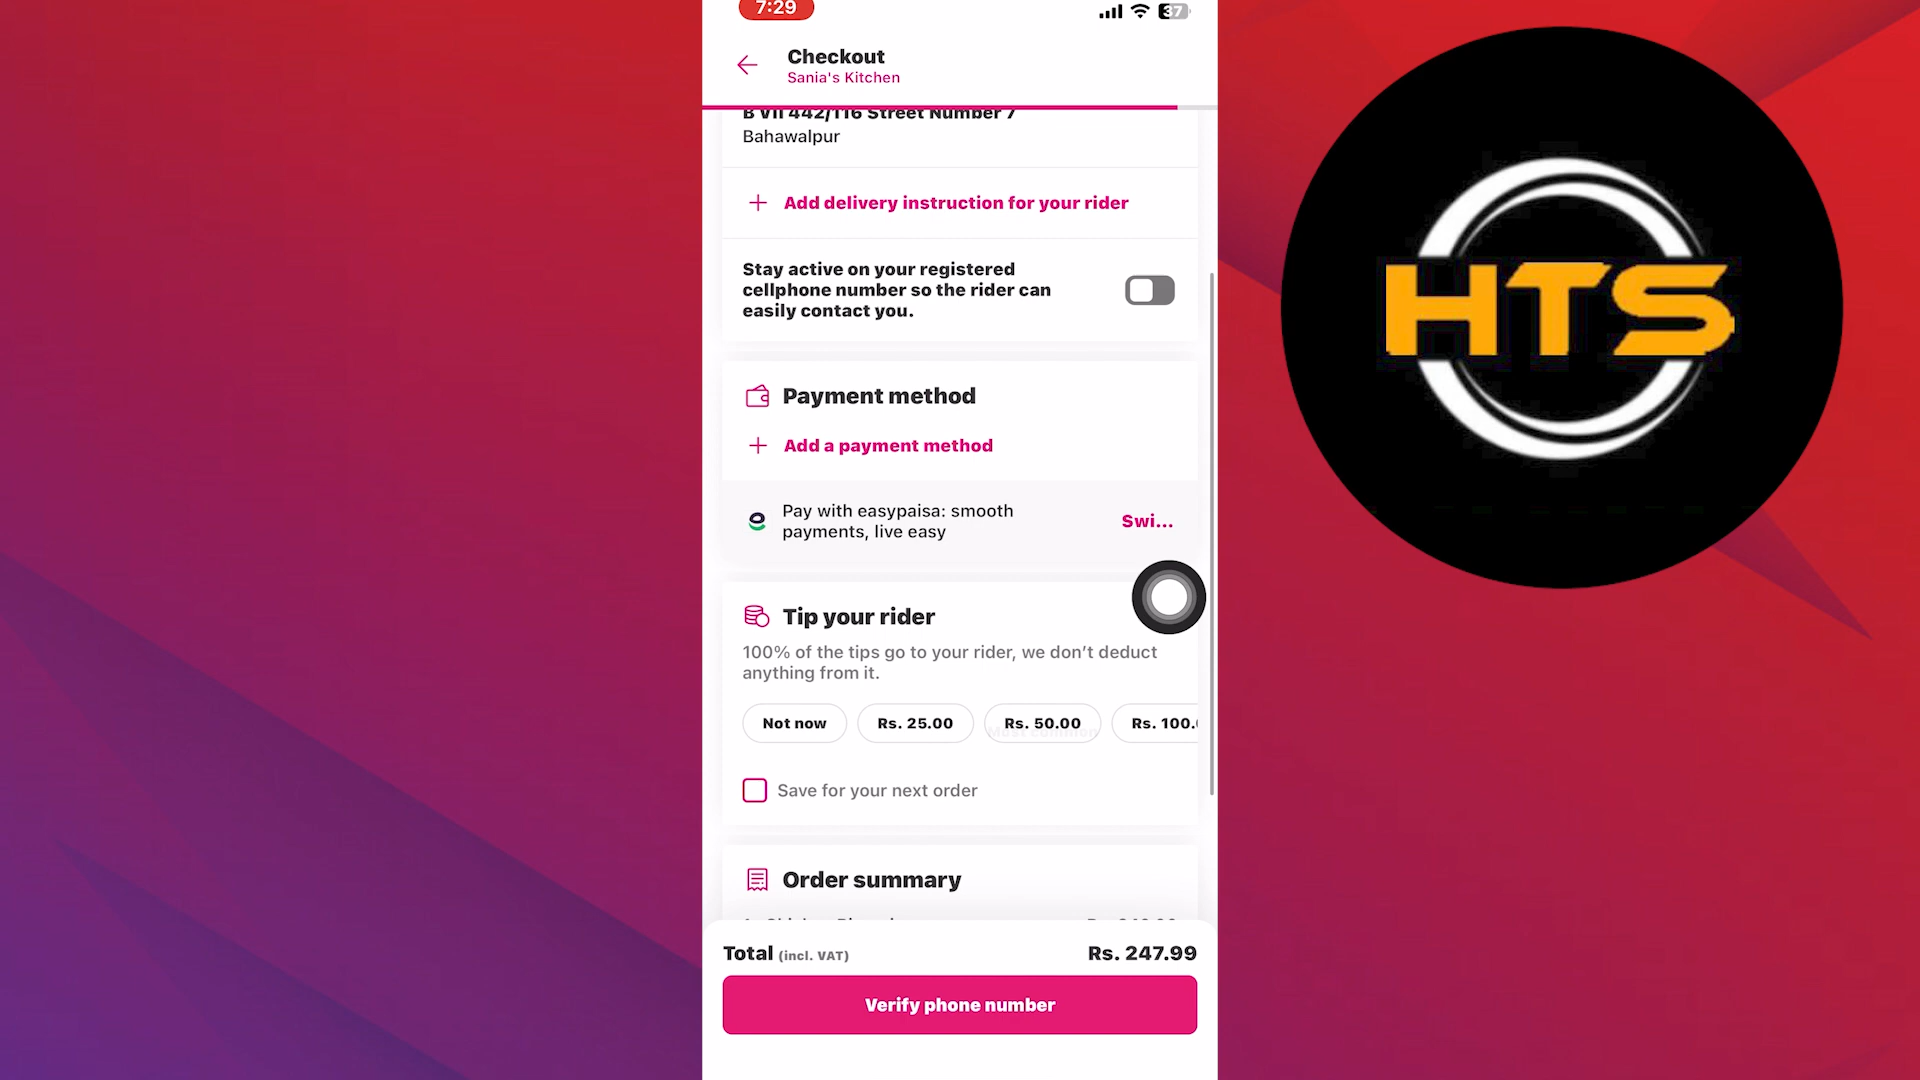 7:29
37
Checkout
Sania's Kitchen
B VII 442/116 Street Number 7
Bahawalpur
Add delivery instruction for your rider
Stay active on your registered
cellphone number so the rider can
easily contact you.
Payment method
Add a payment method
Pay with easypaisa: smooth
payments, live easy
Swi...
Tip your rider
100% of the tips go to your rider, we don’t deduct
anything from it.
Not now
Rs. 25.00
Rs. 50.00
Rs. 100.
Most common
Save for your next order
Order summary
Total (incl. VAT)
Rs. 247.99
Verify phone number
HTS